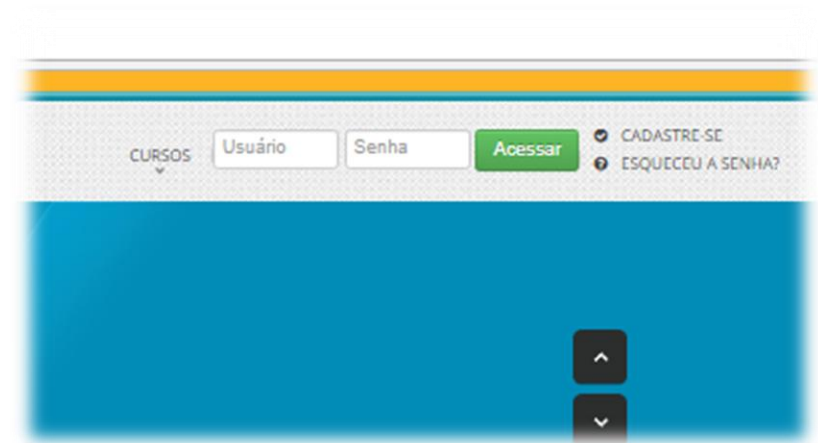 CURSOS
Usuário
Senha
Acessar
CADASTRE-SE
ESQUECEU A SENHA?